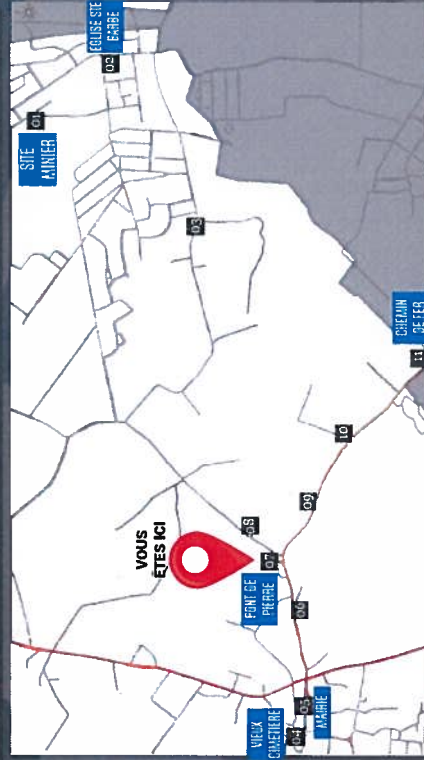 EGLISE STE
BARBE
02
01
SITE
MINIER
03
CHEMIN
DE FER
11
10
09
VOUS
ÊTES ICI
08
07
PONT DE
PIERRE
06
05
MAIRIE
VIEUX
CIMETIERE
04